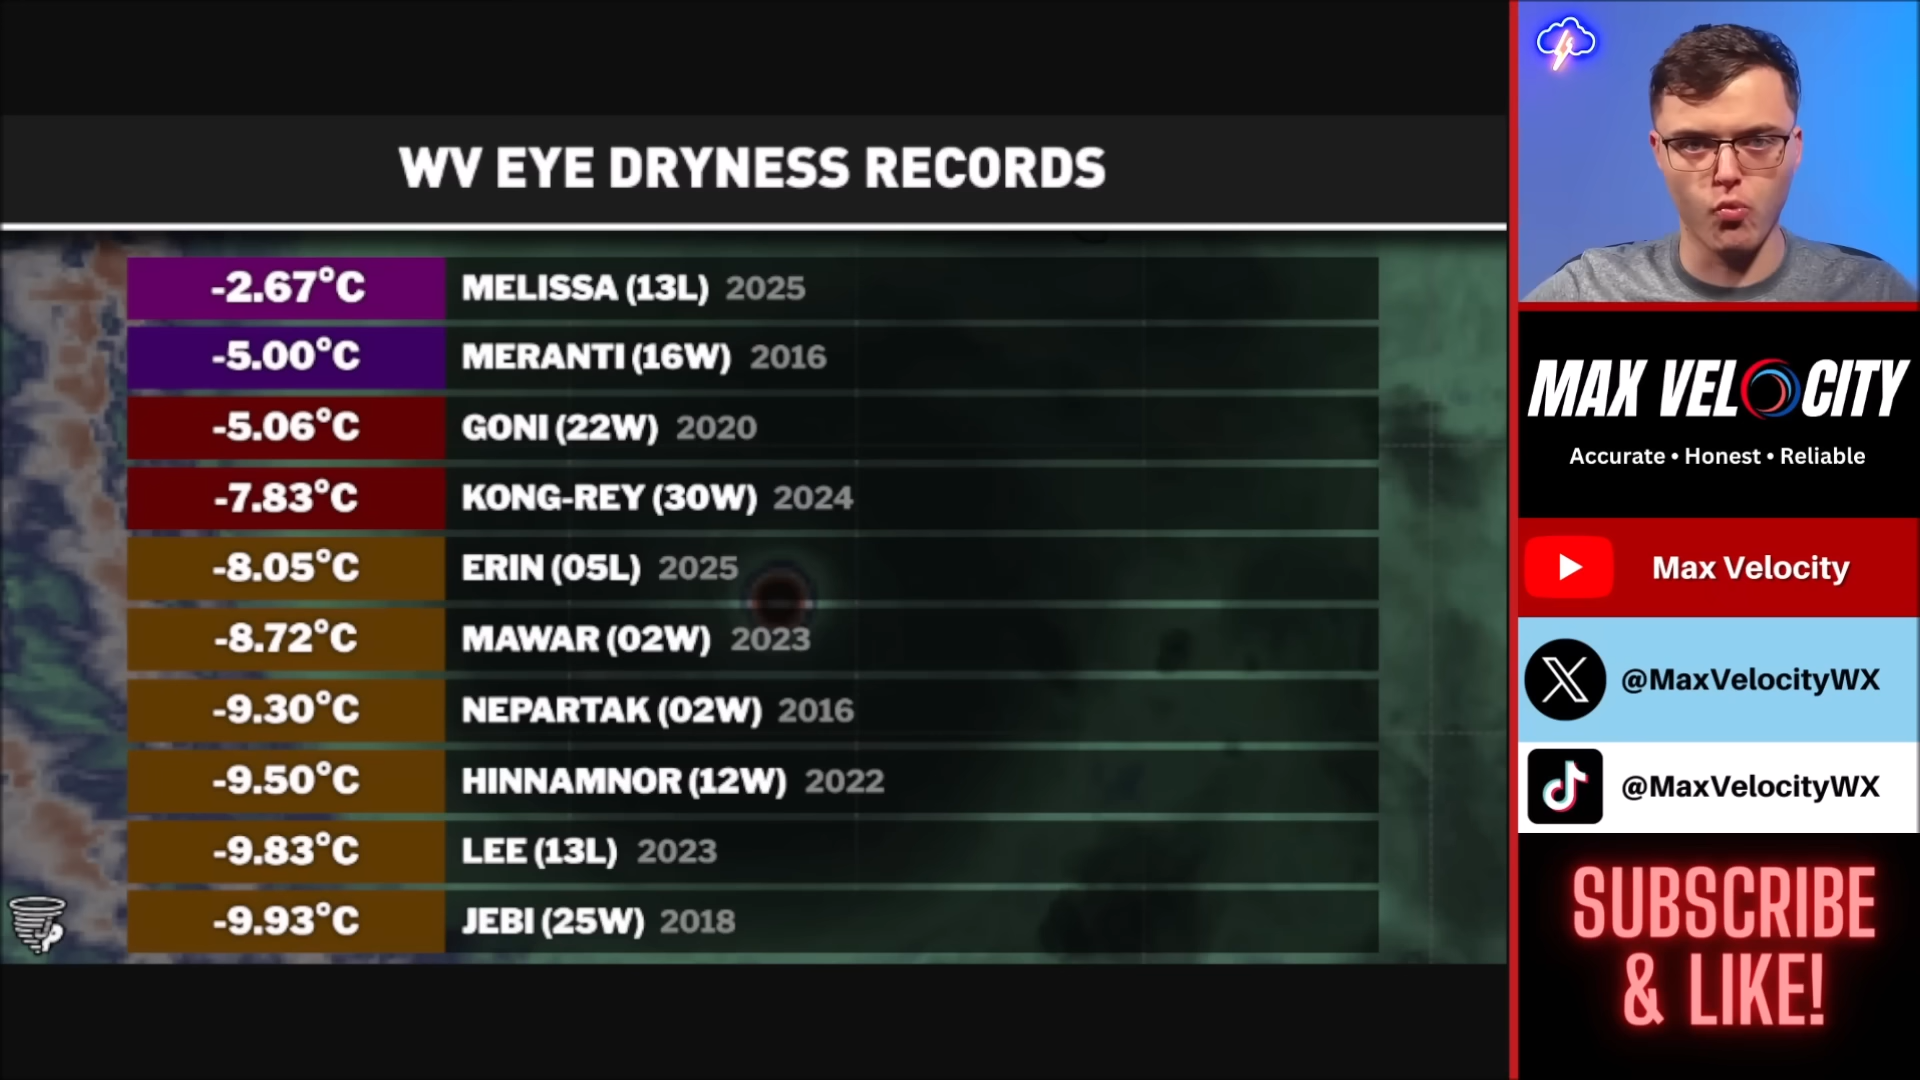 WV EYE DRYNESS RECORDS
-2.67°C MELISSA (13L) 2025
-5.00°C MERANTI (16W) 2016
-5.06°C GONI (22W) 2020
-7.83°C KONG-REY (30W) 2024
-8.05°C ERIN (05L) 2025
-8.72°C MAWAR (02W) 2023
-9.30°C NEPARTAK (02W) 2016
-9.50°C HINNAMNOR (12W) 2022
-9.83°C LEE (13L) 2023
-9.93°C JEBI (25W) 2018
MAX VELOCITY
Accurate • Honest • Reliable
Max Velocity
@MaxVelocityWX
@MaxVelocityWX
SUBSCRIBE
& LIKE!